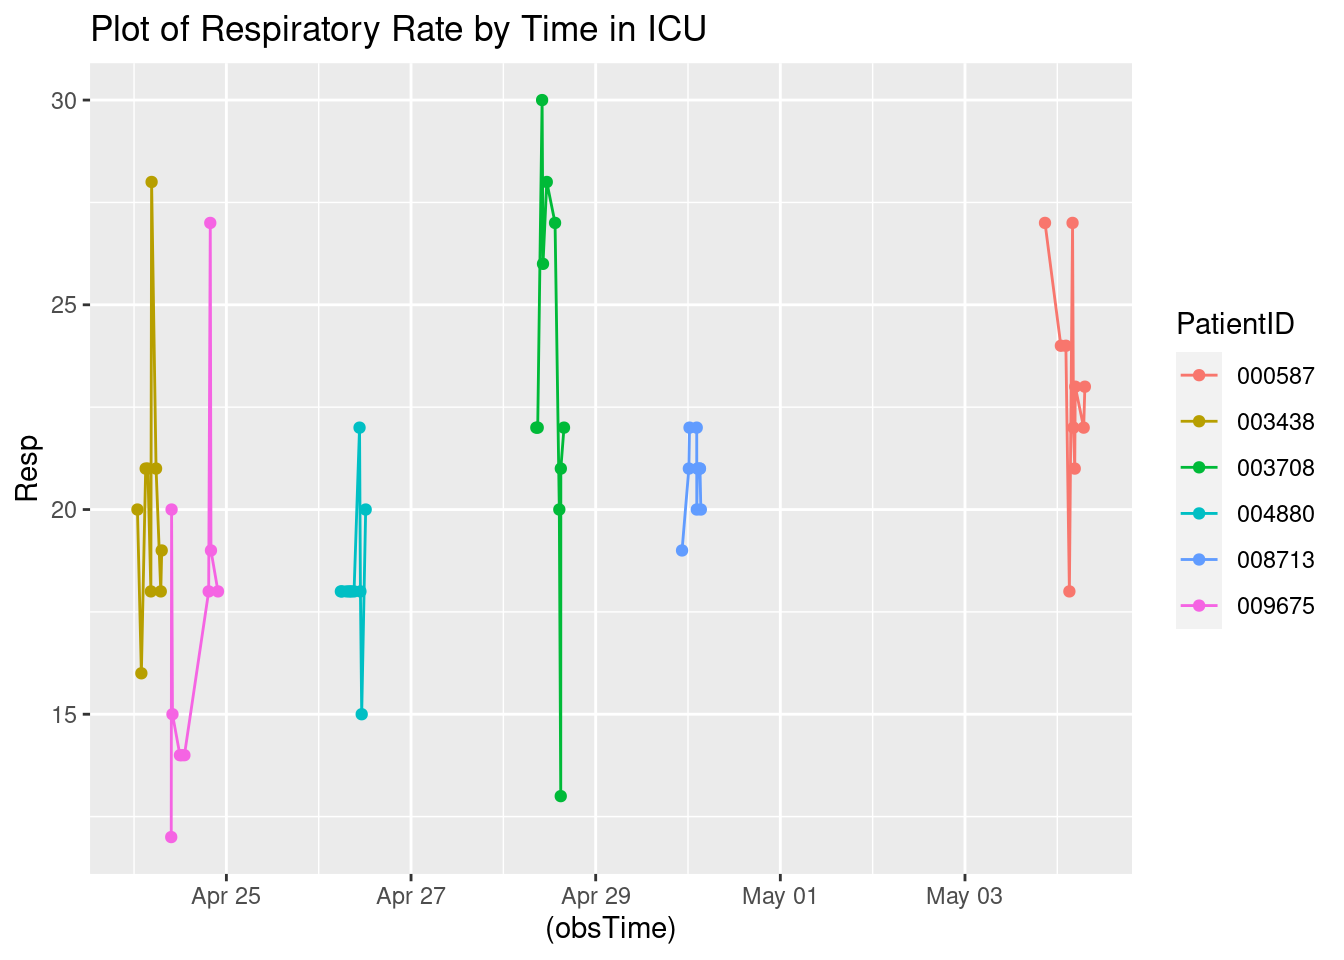 Plot of Respiratory Rate by Time in ICU
30
25
20
15
Resp
Apr 25
Apr 27
Apr 29
May 01
May 03
(obsTime)
PatientID
000587
003438
003708
004880
008713
009675